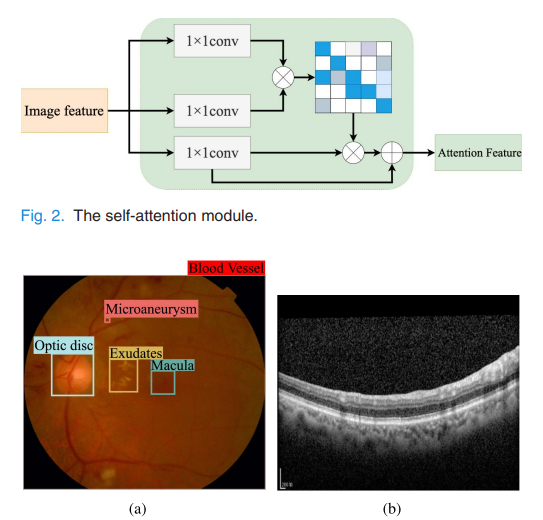 1×1conv
Image feature
1×1conv
1×1conv
Attention Feature
Fig. 2. The self-attention module.
Blood Vessel
Microaneurysm
Optic disc
Exudates
Macula
(a)
(b)